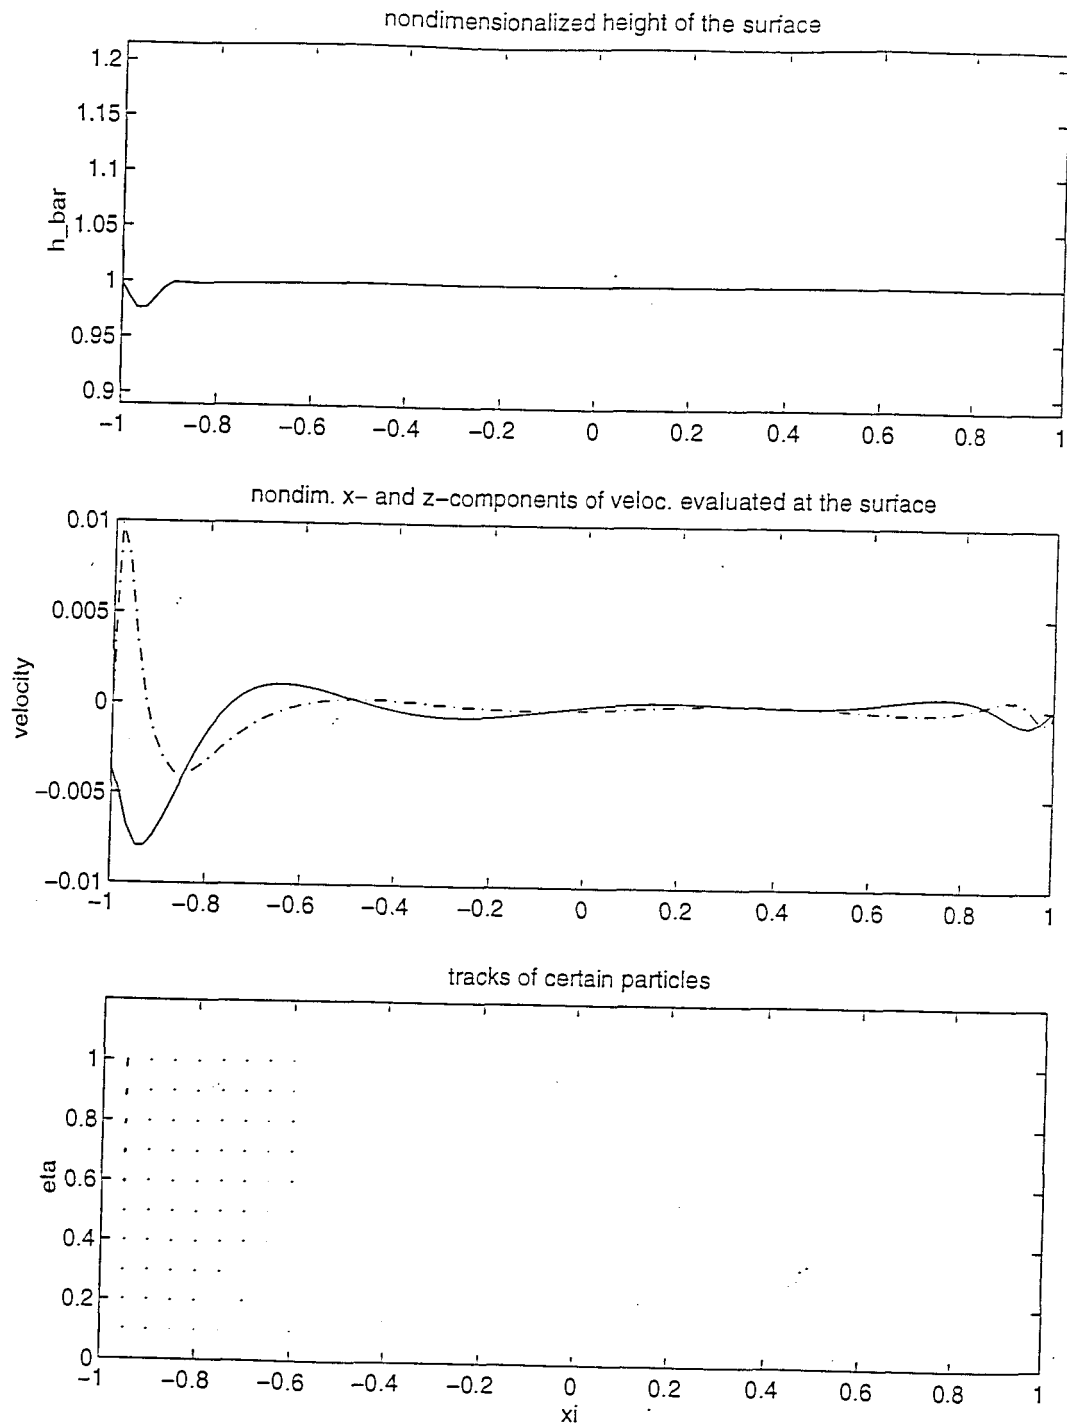 nondimensionalized height of the surface
1.2
1.15
1.1
1.05
1
0.95
0.9
h_bar
−1 −0.8 −0.6 −0.4 −0.2 0 0.2 0.4 0.6 0.8 1
nondim. x− and z−components of veloc. evaluated at the surface
0.01
0.005
0
−0.005
−0.01
velocity
−1 −0.8 −0.6 −0.4 −0.2 0 0.2 0.4 0.6 0.8 1
tracks of certain particles
1
0.8
0.6
0.4
0.2
0
eta
−1 −0.8 −0.6 −0.4 −0.2 0 0.2 0.4 0.6 0.8 1
xi